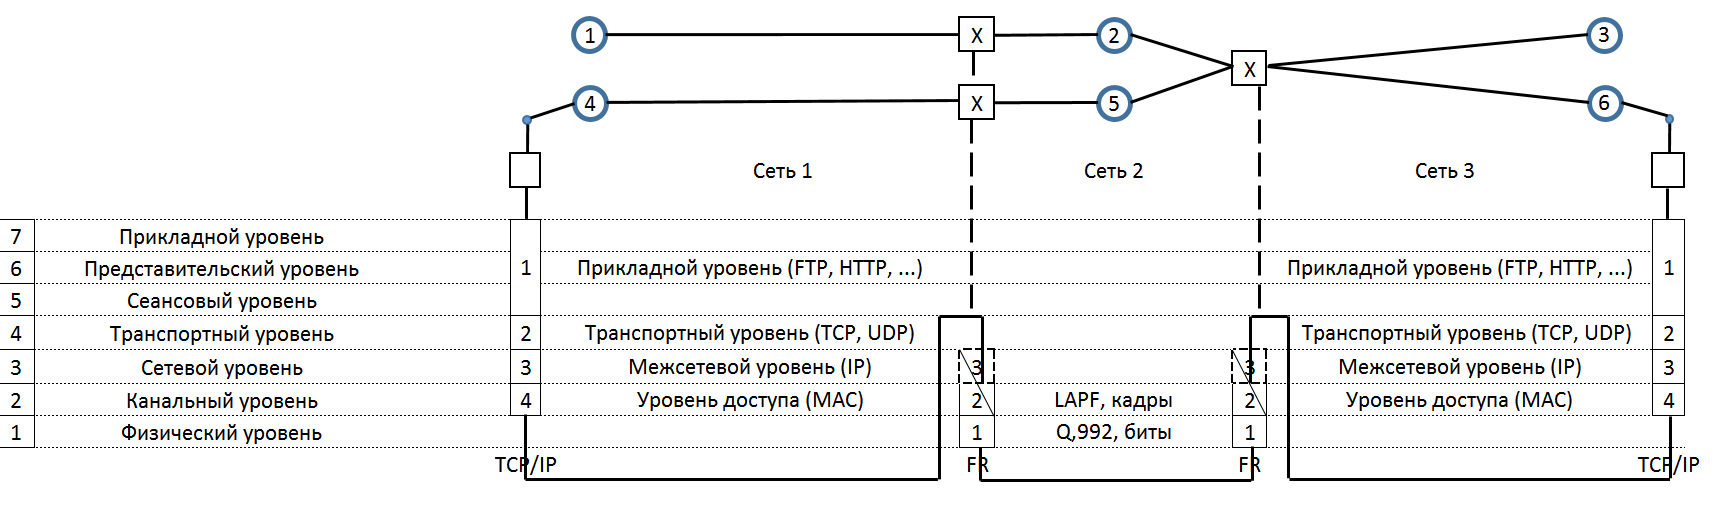 1 X 2 3
X
4 X 5 6
Сеть 1 Сеть 2 Сеть 3
7 Прикладной уровень
6 Представительский уровень 1 Прикладной уровень (FTP, HTTP, ...) Прикладной уровень (FTP, HTTP, ...) 1
5 Сеансовый уровень
4 Транспортный уровень 2 Транспортный уровень (TCP, UDP) Транспортный уровень (TCP, UDP) 2
3 Сетевой уровень 3 Межсетевой уровень (IP) 3 3 Межсетевой уровень (IP) 3
2 Канальный уровень 4 Уровень доступа (MAC) 2 LAPF, кадры 2 Уровень доступа (MAC) 4
1 Физический уровень 1 Q,992, биты 1
TCP/IP FR FR TCP/IP